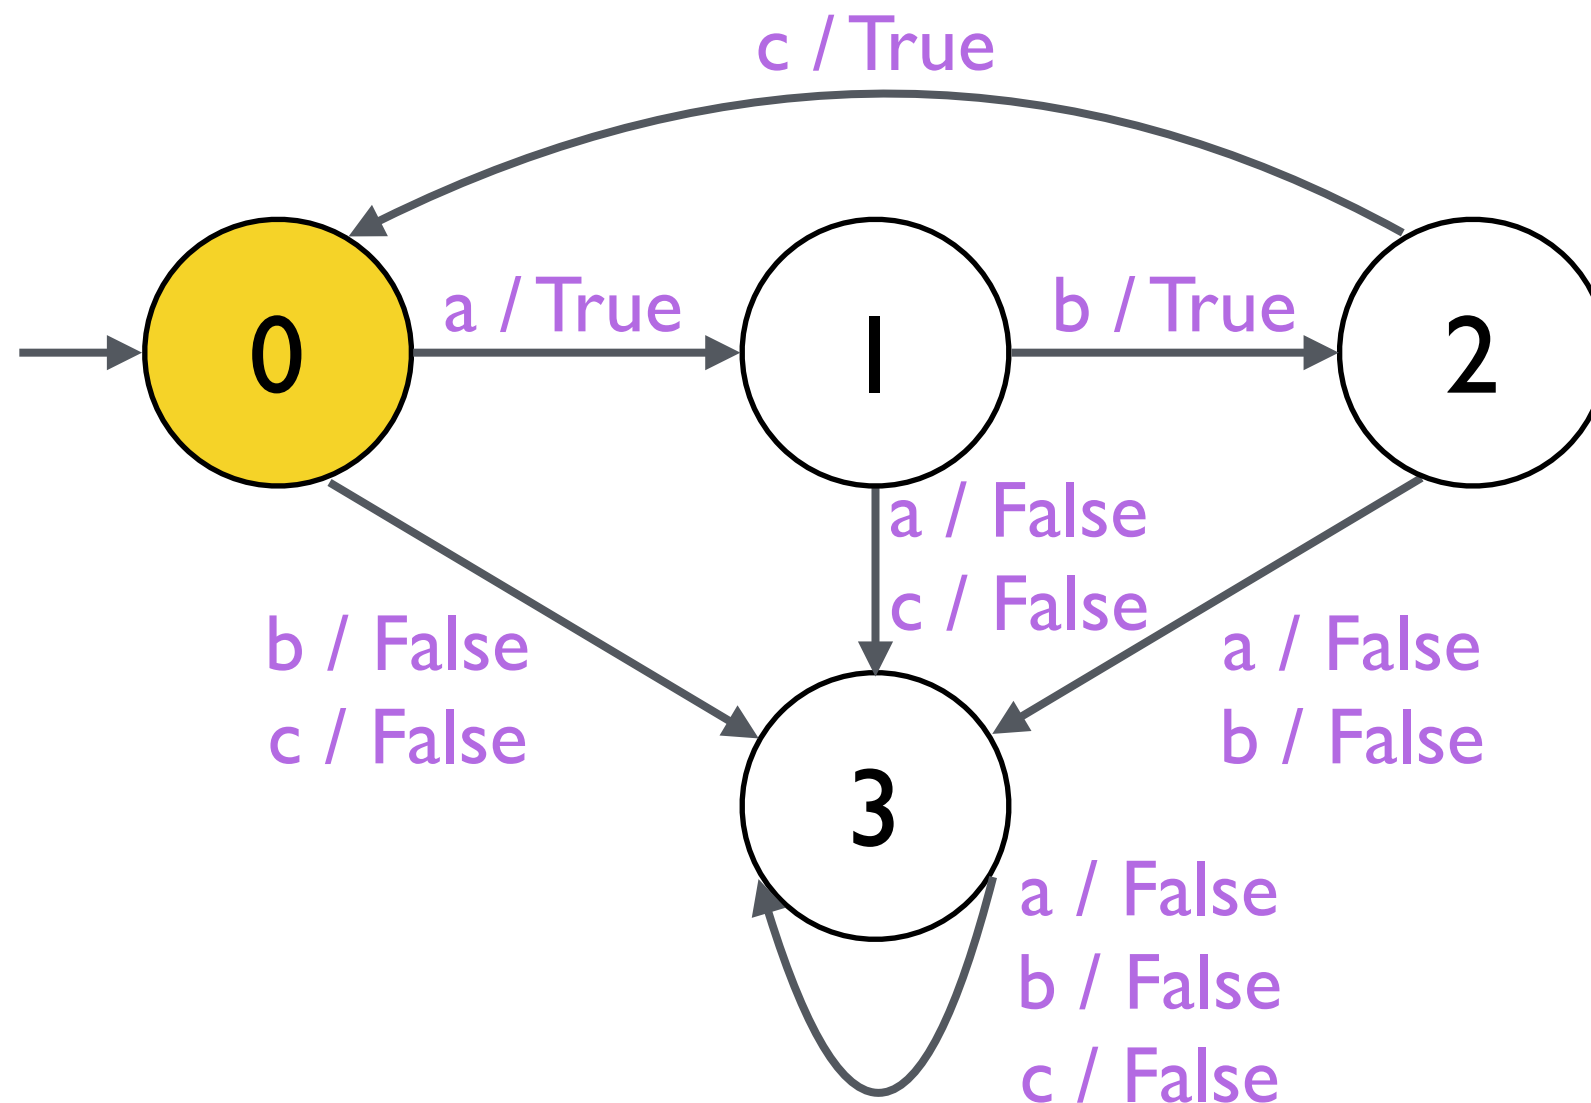 c / True
0
a / True
1
b / True
2
a / False
c / False
b / False
c / False
a / False
b / False
3
a / False
b / False
c / False